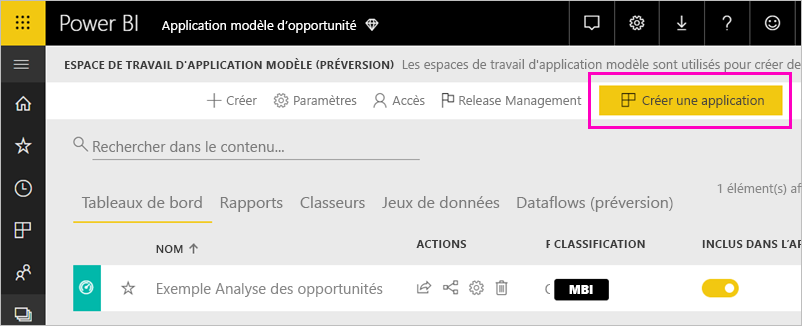 Power BI Application modèle d'opportunité
ESPACE DE TRAVAIL D'APPLICATION MODÈLE (PRÉVERSION) Les espaces de travail d'application modèle sont utilisés pour créer de
Créer Paramètres Accès Release Management Créer une application
Rechercher dans le contenu...
1 élément(s) af
Tableaux de bord Rapports Classeurs Jeux de données Dataflows (préversion)
NOM ACTIONS CLASSIFICATION INCLUS DANS L'AP
Exemple Analyse des opportunités MBI